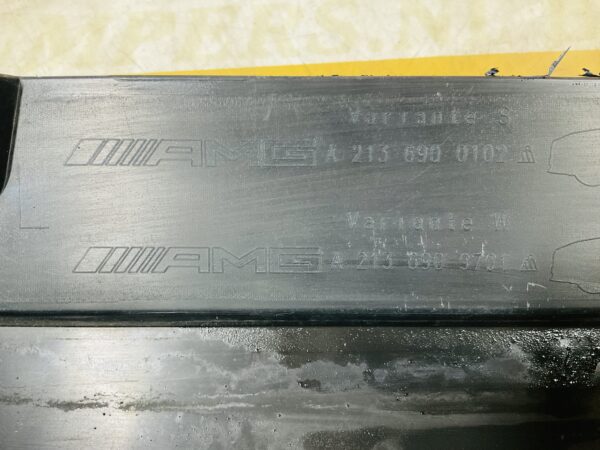 Variante S
AMG A 213 690 0102
Variante W
AMG A 213 690 9701